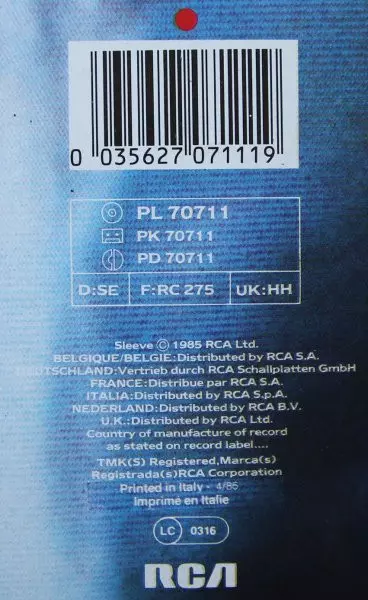 0 035627 071119
PL 70711
PK 70711
PD 70711
D:SE F:RC 275 UK:HH
Sleeve © 1985 RCA Ltd.
BELGIQUE/BELGIE:Distributed by RCA S.A.
DEUTSCHLAND:Vertrieb durch RCA Schallplatten GmbH
FRANCE:Distribue par RCA S.A.
ITALIA:Distributed by RCA S.p.A.
NEDERLAND:Distributed by RCA B.V.
U.K.:Distributed by RCA Ltd.
Country of manufacture of record
as stated on record label....
TMK(S) Registered,Marca(s)
Registrada(s)RCA Corporation
Printed in Italy - 4/85
Imprimé en Italie
LC 0316
RCA